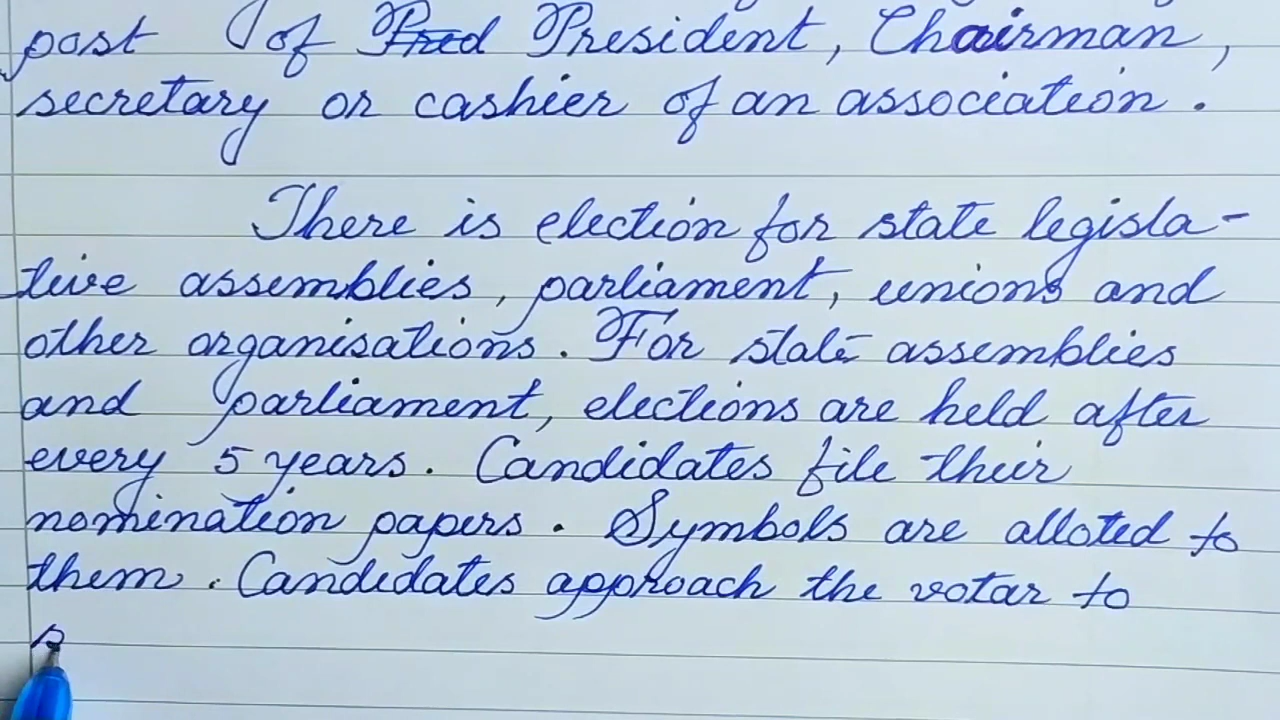 post of Pred President, Chairman,
secretary or cashier of an association.
There is election for state legisla-
tive assemblies, parliament, unions and
other organisations. For state assemblies
and parliament, elections are held after
every 5 years. Candidates file their
nomination papers. Symbols are alloted to
them. Candidates approach the votar to